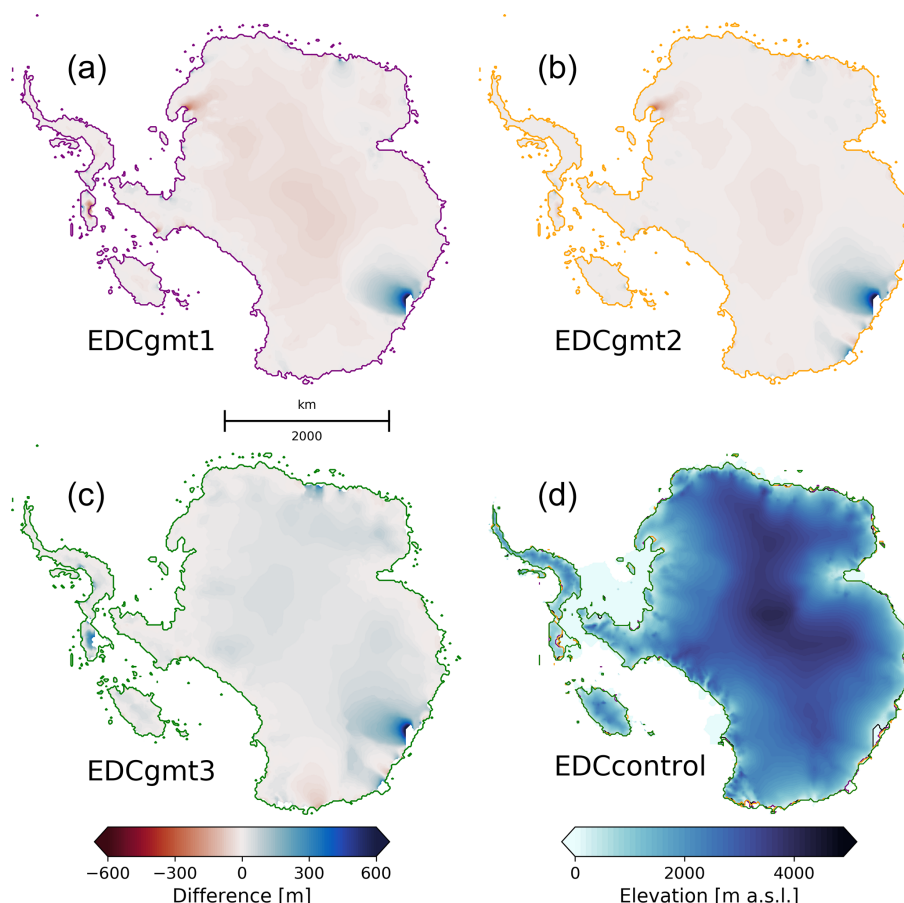 (a)
(b)
EDCgmt1
EDCgmt2
km
2000
(c)
(d)
EDCgmt3
EDCcontrol
−600 −300 0 300 600
Difference [m]
0 2000 4000
Elevation [m a.s.l.]